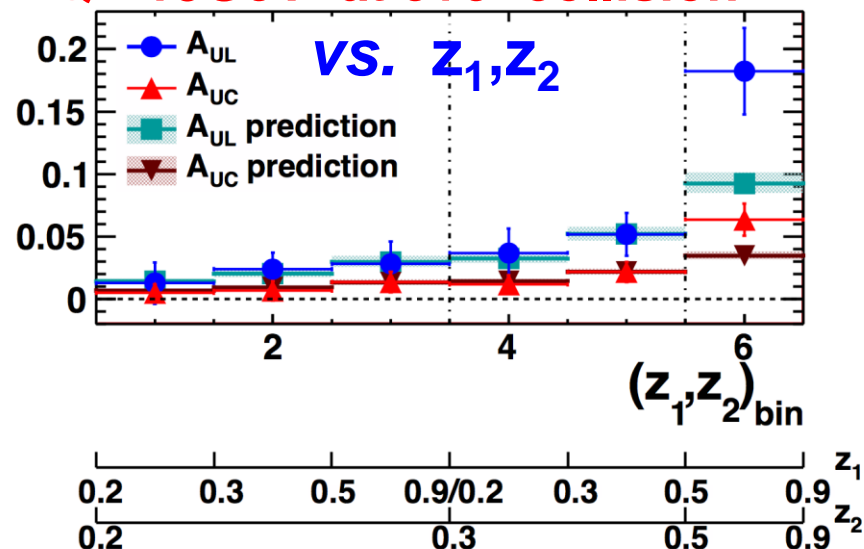 vs. z₁,z₂
A_UL
A_UC
A_UL prediction
A_UC prediction
0.2
0.15
0.1
0.05
0
2 4 6
(z₁,z₂)_bin
z₁
0.2 0.3 0.5 0.9/0.2 0.3 0.5 0.9
z₂
0.2 0.3 0.5 0.9